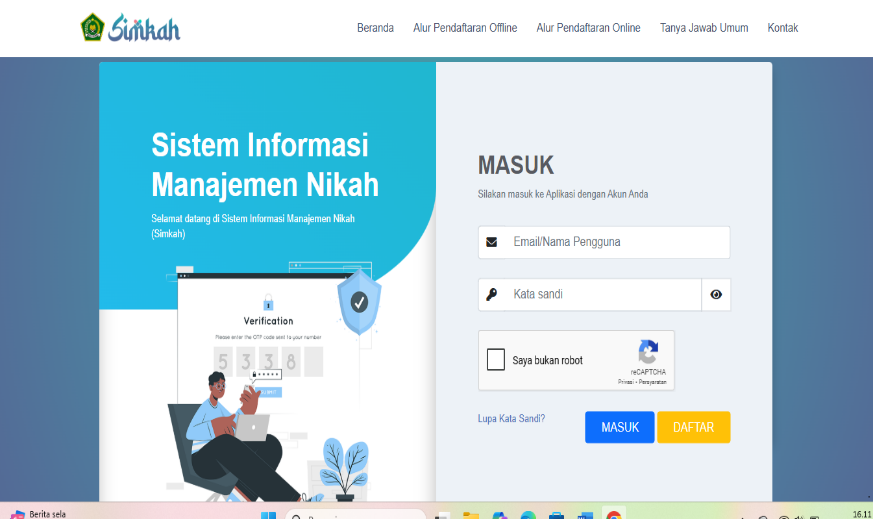 Simkah
Beranda
Alur Pendaftaran Offline
Alur Pendaftaran Online
Tanya Jawab Umum
Kontak
Sistem Informasi
Manajemen Nikah
Selamat datang di Sistem Informasi Manajemen Nikah
(Simkah)
Verification
Please enter the OTP code sent to your number
5 3 3 8
MASUK
Silakan masuk ke Aplikasi dengan Akun Anda
Email/Nama Pengguna
Kata sandi
Saya bukan robot
reCAPTCHA
Privasi - Persyaratan
Lupa Kata Sandi?
MASUK
DAFTAR
Berita sela
16.11